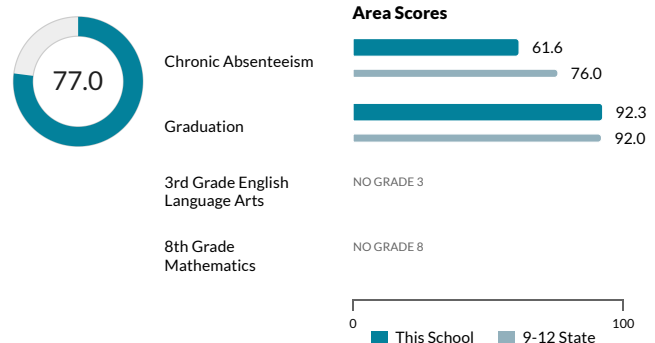 Area Scores
77.0
Chronic Absenteeism
61.6
76.0
Graduation
92.3
92.0
3rd Grade English
Language Arts
NO GRADE 3
8th Grade
Mathematics
NO GRADE 8
0
100
This School
9-12 State